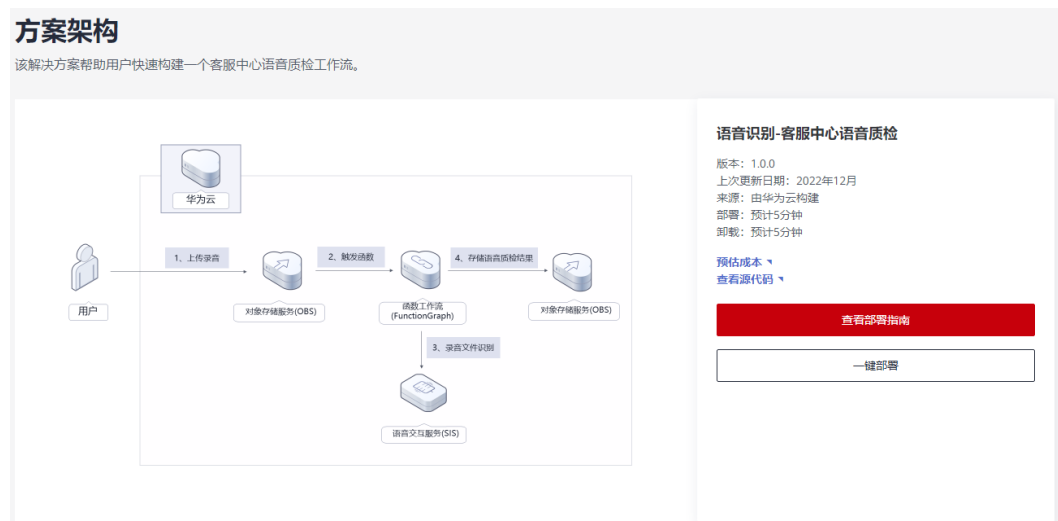 方案架构
该解决方案帮助用户快速构建一个客服中心语音质检工作流。
华为云
1、上传录音
2、触发函数
4、存储语音质检结果
用户
对象存储服务(OBS)
函数工作流
(FunctionGraph)
对象存储服务(OBS)
3、录音文件识别
语音交互服务(SIS)
语音识别-客服中心语音质检
版本：1.0.0
上次更新日期：2022年12月
来源：由华为云构建
部署：预计5分钟
卸载：预计5分钟
预估成本
查看源代码
查看部署指南
一键部署